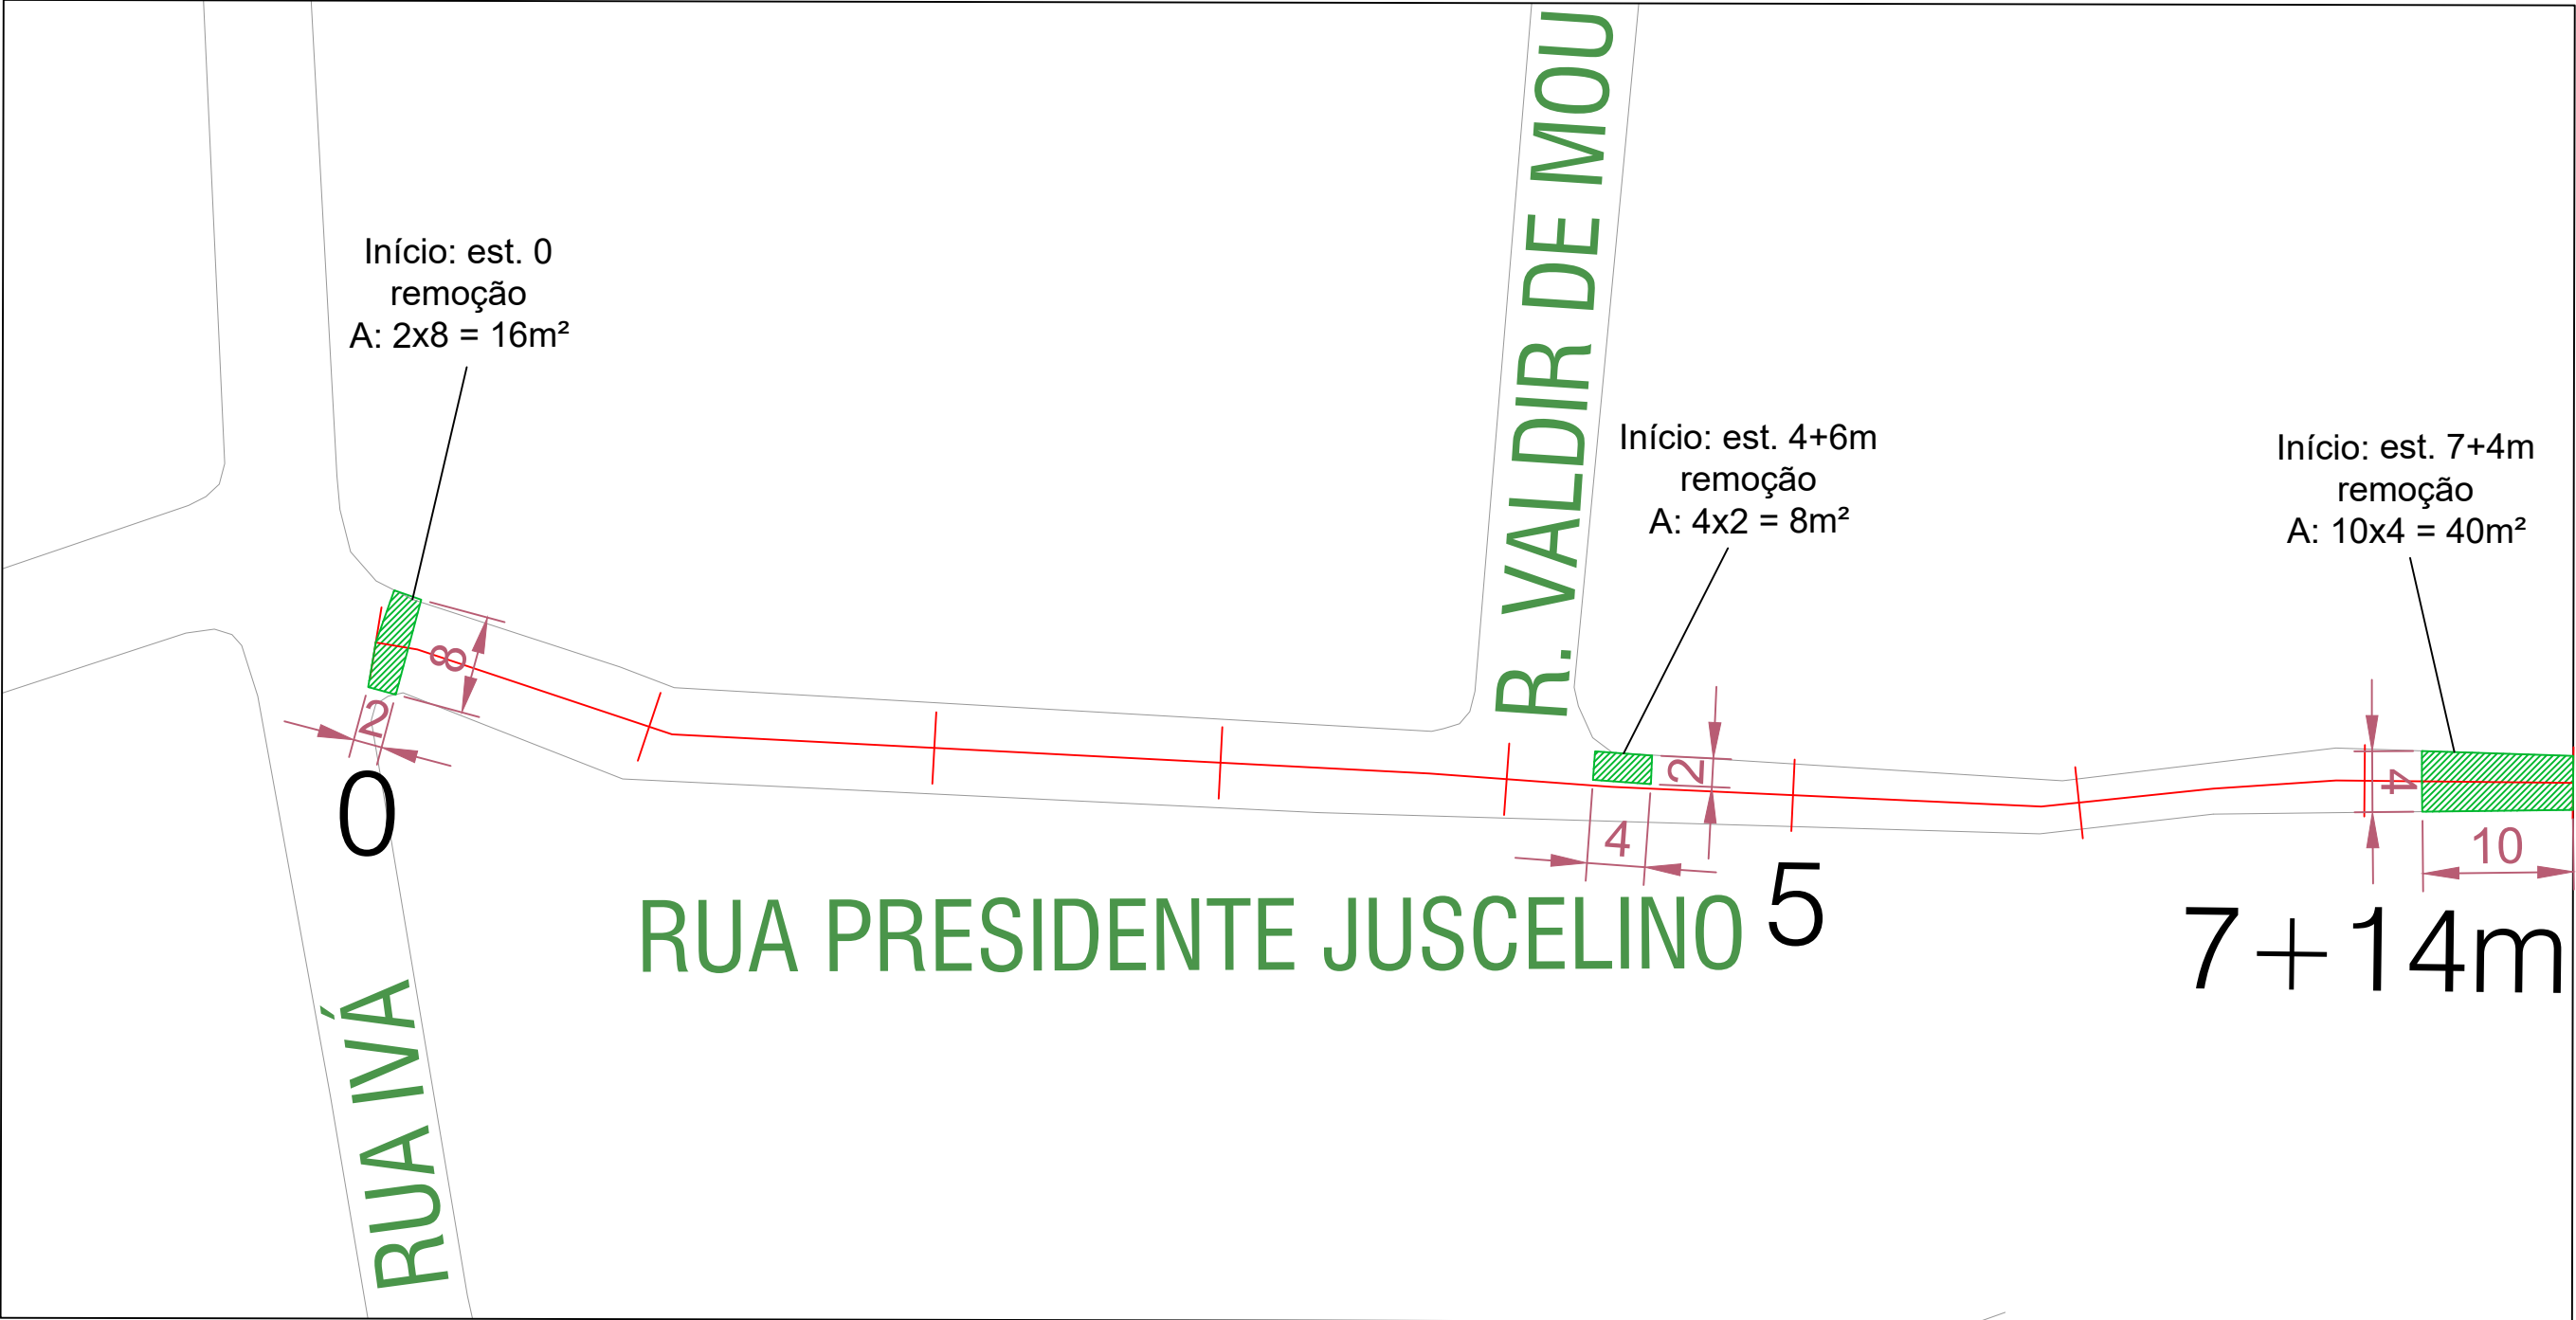 R. VALDIR DE MOU
Início: est. 0
remoção
A: 2x8 = 16m²
Início: est. 4+6m
remoção
A: 4x2 = 8m²
Início: est. 7+4m
remoção
A: 10x4 = 40m²
8
2
0
2
4
4
10
5
7+14m
RUA PRESIDENTE JUSCELINO
RUA IVÁ